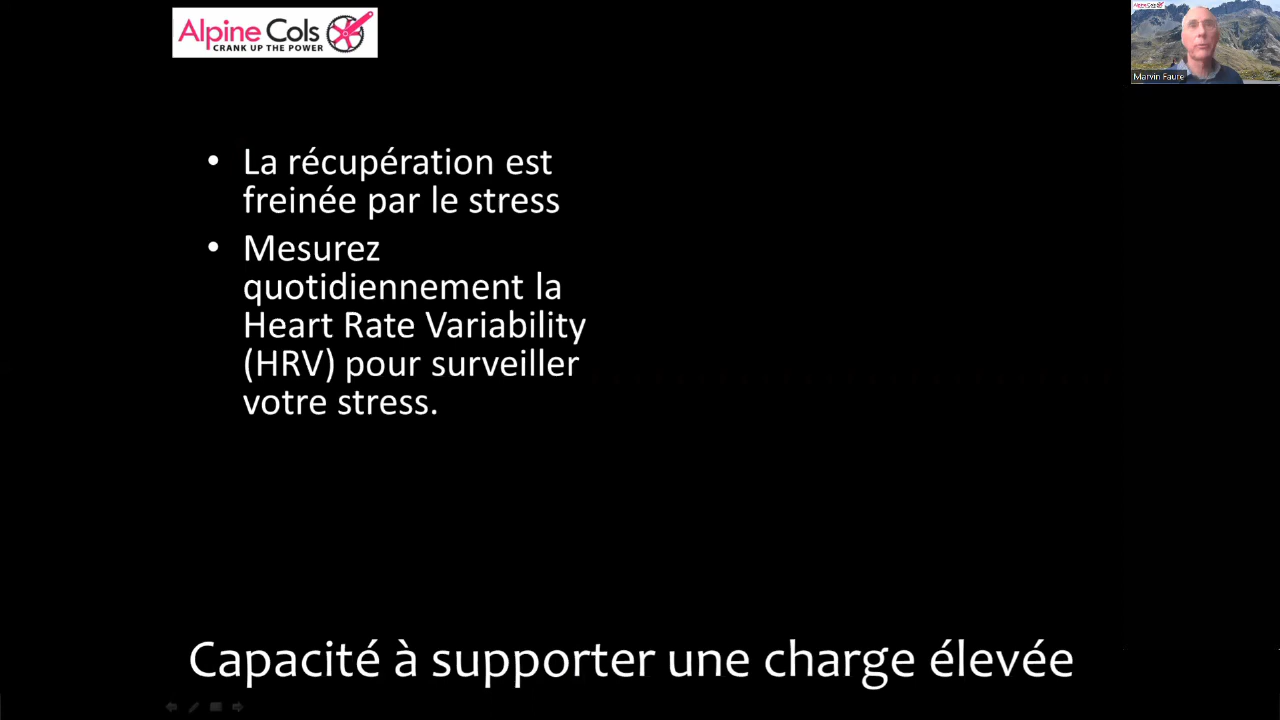 Alpine Cols
CRANK UP THE POWER
Marvin Faure
• La récupération est
freinée par le stress
• Mesurez
quotidiennement la
Heart Rate Variability
(HRV) pour surveiller
votre stress.
Capacité à supporter une charge élevée